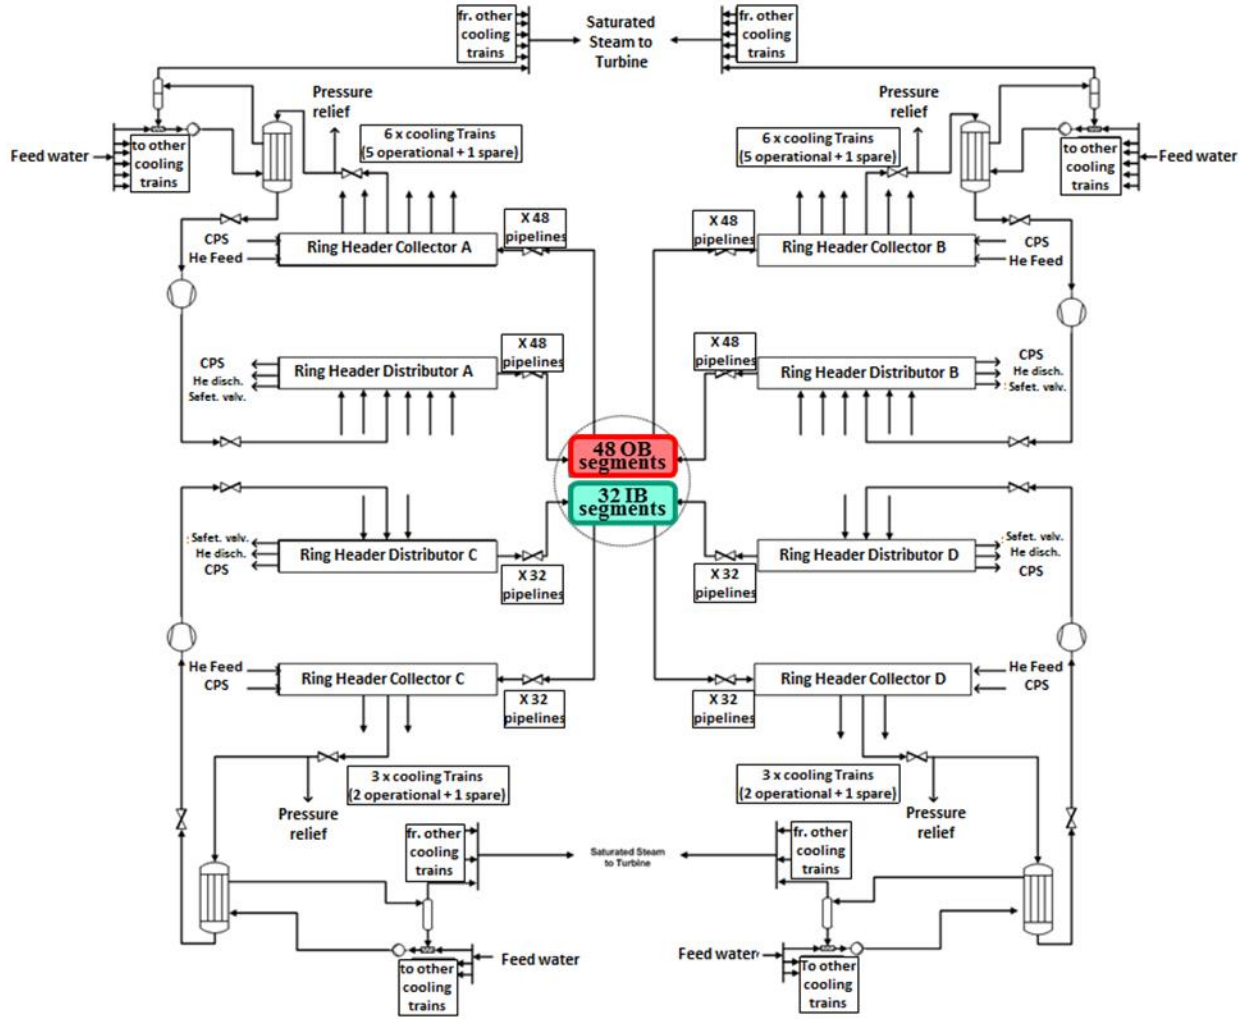 fr. other
cooling
trains
Saturated
Steam to
Turbine
fr. other
cooling
trains
Pressure
relief
Pressure
relief
6 x cooling Trains
(5 operational + 1 spare)
6 x cooling Trains
(5 operational + 1 spare)
Feed water
to other
cooling
trains
to other
cooling
trains
Feed water
X 48
pipelines
X 48
pipelines
CPS
He Feed
Ring Header Collector A
Ring Header Collector B
CPS
He Feed
X 48
pipelines
X 48
pipelines
CPS
He disch.
Safet. valv.
Ring Header Distributor A
Ring Header Distributor B
CPS
He disch.
Safet. valv.
48 OB
segments
32 IB
segments
Safet. valv.
He disch.
CPS
Ring Header Distributor C
Ring Header Distributor D
Safet. valv.
He disch.
CPS
X 32
pipelines
X 32
pipelines
He Feed
CPS
Ring Header Collector C
Ring Header Collector D
He Feed
CPS
X 32
pipelines
X 32
pipelines
3 x cooling Trains
(2 operational + 1 spare)
3 x cooling Trains
(2 operational + 1 spare)
Pressure
relief
Pressure
relief
fr. other
cooling
trains
Saturated Steam
to Turbine
fr. other
cooling
trains
Feed water
Feed water
to other
cooling
trains
To other
cooling
trains